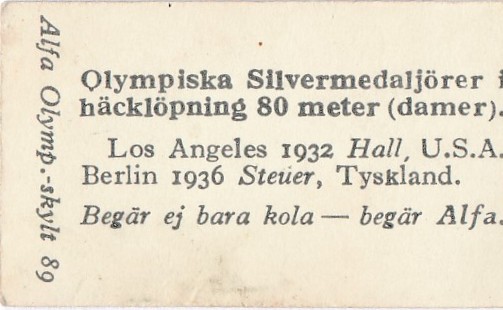 Alfa Olymp.-skylt 89
Olympiska Silvermedaljörer i
häcklöpning 80 meter (damer).
Los Angeles 1932 Hall, U.S.A.
Berlin 1936 Steuer, Tyskland.
Begär ej bara kola — begär Alfa.